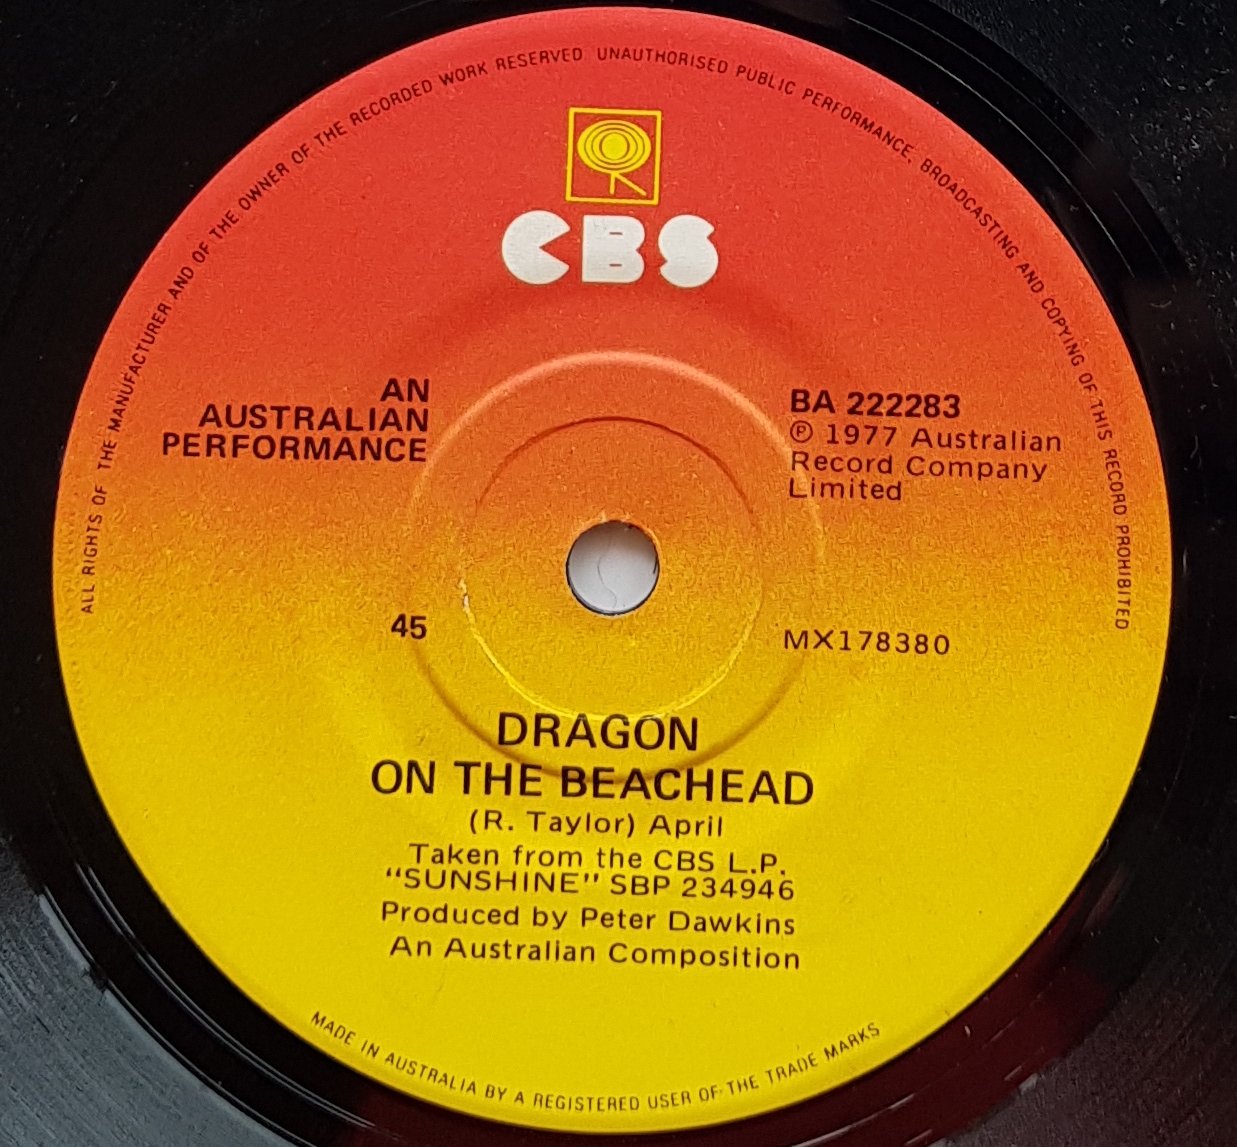 ALL RIGHTS OF THE MANUFACTURER AND OF THE OWNER OF THE RECORDED WORK RESERVED UNAUTHORISED PUBLIC PERFORMANCE, BROADCASTING AND COPYING OF THIS RECORD PROHIBITED
CBS
AN
AUSTRALIAN
PERFORMANCE
BA 222283
℗ 1977 Australian
Record Company
Limited
45
MX178380
DRAGON
ON THE BEACHEAD
(R. Taylor) April
Taken from the CBS L.P.
"SUNSHINE" SBP 234946
Produced by Peter Dawkins
An Australian Composition
MADE IN AUSTRALIA BY A REGISTERED USER OF THE TRADE MARKS